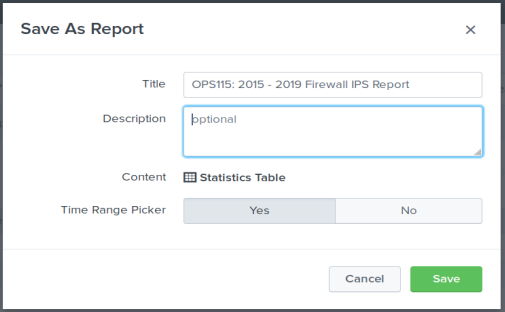 Save As Report ×
Title OPS115: 2015 - 2019 Firewall IPS Report
Description optional
Content Statistics Table
Time Range Picker Yes No
Cancel Save